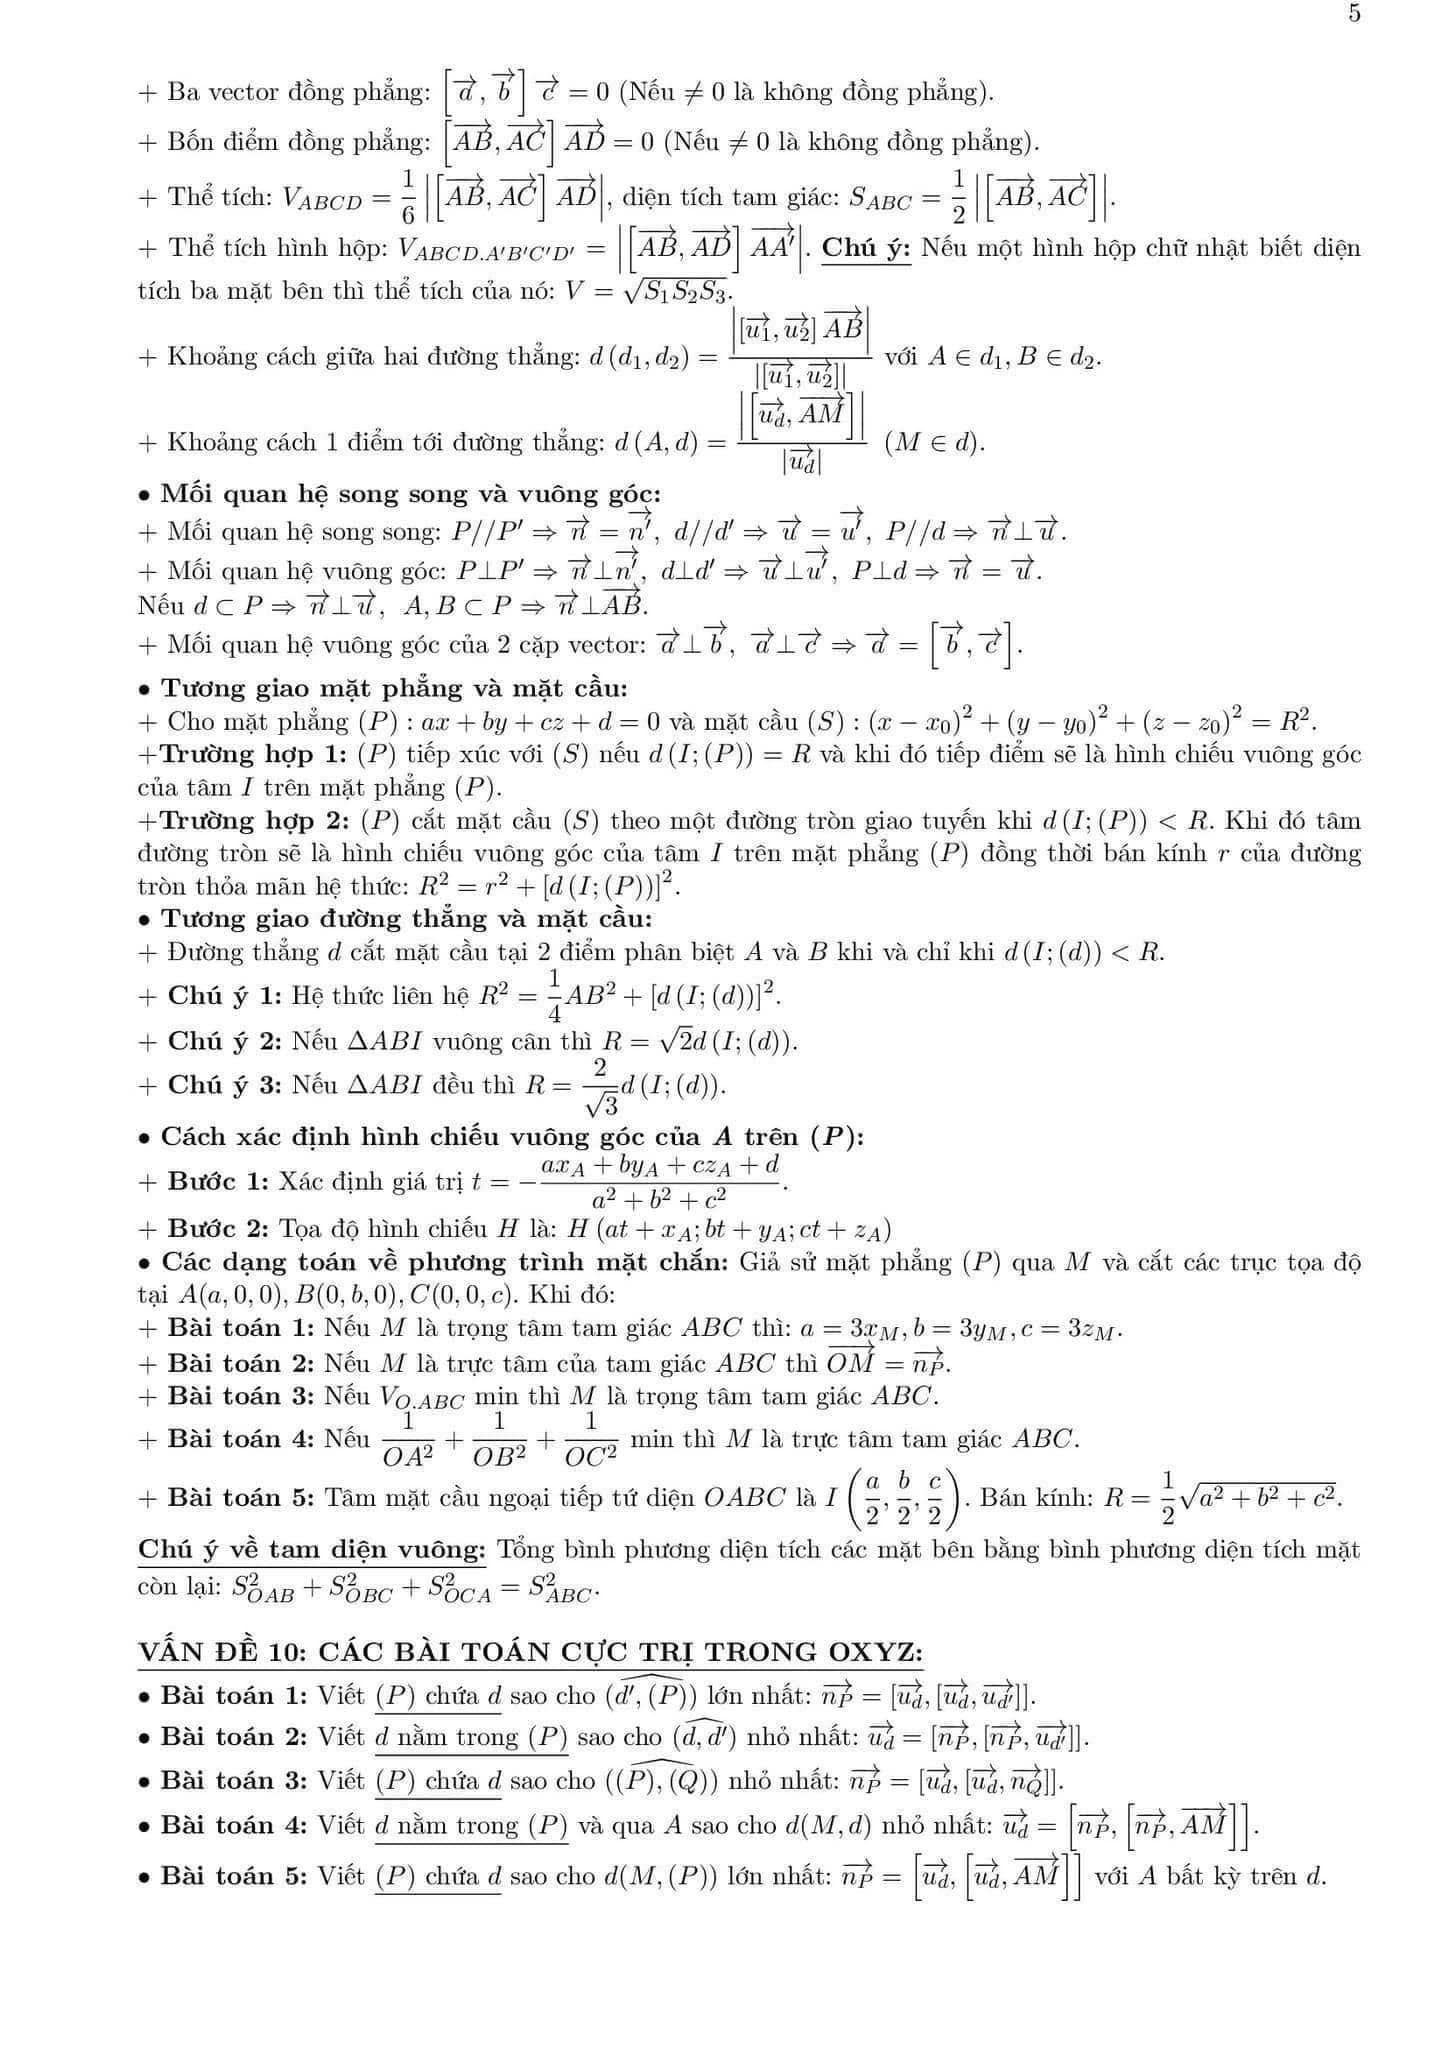 5
+ Ba vector đồng phẳng: $\left[\overrightarrow{a}, \overrightarrow{b}\right]\overrightarrow{c} = 0$ (Nếu $\neq 0$ là không đồng phẳng).
+ Bốn điểm đồng phẳng: $\left[\overrightarrow{AB}, \overrightarrow{AC}\right]\overrightarrow{AD} = 0$ (Nếu $\neq 0$ là không đồng phẳng).
+ Thể tích: $V_{ABCD} = \frac{1}{6}\left|\left[\overrightarrow{AB}, \overrightarrow{AC}\right]\overrightarrow{AD}\right|$, diện tích tam giác: $S_{ABC} = \frac{1}{2}\left|\left[\overrightarrow{AB}, \overrightarrow{AC}\right]\right|$.
+ Thể tích hình hộp: $V_{ABCD.A'B'C'D'} = \left|\left[\overrightarrow{AB}, \overrightarrow{AD}\right]\overrightarrow{AA'}\right|$. Chú ý: Nếu một hình hộp chữ nhật biết diện
tích ba mặt bên thì thể tích của nó: $V = \sqrt{S_1S_2S_3}$.
+ Khoảng cách giữa hai đường thẳng: $d(d_1, d_2) = \frac{\left|[\overrightarrow{u_1}, \overrightarrow{u_2}]\overrightarrow{AB}\right|}{|[\overrightarrow{u_1}, \overrightarrow{u_2}]|}$ với $A \in d_1, B \in d_2$.
+ Khoảng cách 1 điểm tới đường thẳng: $d(A, d) = \frac{\left|\left[\overrightarrow{u_d}, \overrightarrow{AM}\right]\right|}{|\overrightarrow{u_d}|}$ $(M \in d)$.
• Mối quan hệ song song và vuông góc:
+ Mối quan hệ song song: $P//P' \Rightarrow \overrightarrow{n} = \overrightarrow{n'},\ d//d' \Rightarrow \overrightarrow{u} = \overrightarrow{u'},\ P//d \Rightarrow \overrightarrow{n} \perp \overrightarrow{u}$.
+ Mối quan hệ vuông góc: $P \perp P' \Rightarrow \overrightarrow{n} \perp \overrightarrow{n'},\ d \perp d' \Rightarrow \overrightarrow{u} \perp \overrightarrow{u'},\ P \perp d \Rightarrow \overrightarrow{n} = \overrightarrow{u}$.
Nếu $d \subset P \Rightarrow \overrightarrow{n} \perp \overrightarrow{u},\ A, B \subset P \Rightarrow \overrightarrow{n} \perp \overrightarrow{AB}$.
+ Mối quan hệ vuông góc của 2 cặp vector: $\overrightarrow{a} \perp \overrightarrow{b},\ \overrightarrow{a} \perp \overrightarrow{c} \Rightarrow \overrightarrow{a} = \left[\overrightarrow{b}, \overrightarrow{c}\right]$.
• Tương giao mặt phẳng và mặt cầu:
+ Cho mặt phẳng $(P) : ax + by + cz + d = 0$ và mặt cầu $(S) : (x - x_0)^2 + (y - y_0)^2 + (z - z_0)^2 = R^2$.
+Trường hợp 1: $(P)$ tiếp xúc với $(S)$ nếu $d(I; (P)) = R$ và khi đó tiếp điểm sẽ là hình chiếu vuông góc
của tâm $I$ trên mặt phẳng $(P)$.
+Trường hợp 2: $(P)$ cắt mặt cầu $(S)$ theo một đường tròn giao tuyến khi $d(I; (P)) < R$. Khi đó tâm
đường tròn sẽ là hình chiếu vuông góc của tâm $I$ trên mặt phẳng $(P)$ đồng thời bán kính $r$ của đường
tròn thỏa mãn hệ thức: $R^2 = r^2 + [d(I; (P))]^2$.
• Tương giao đường thẳng và mặt cầu:
+ Đường thẳng $d$ cắt mặt cầu tại 2 điểm phân biệt $A$ và $B$ khi và chỉ khi $d(I; (d)) < R$.
+ Chú ý 1: Hệ thức liên hệ $R^2 = \frac{1}{4}AB^2 + [d(I; (d))]^2$.
+ Chú ý 2: Nếu $\Delta ABI$ vuông cân thì $R = \sqrt{2}d(I; (d))$.
+ Chú ý 3: Nếu $\Delta ABI$ đều thì $R = \frac{2}{\sqrt{3}}d(I; (d))$.
• Cách xác định hình chiếu vuông góc của A trên (P):
+ Bước 1: Xác định giá trị $t = -\frac{ax_A + by_A + cz_A + d}{a^2 + b^2 + c^2}$.
+ Bước 2: Tọa độ hình chiếu $H$ là: $H(at + x_A; bt + y_A; ct + z_A)$
• Các dạng toán về phương trình mặt chắn: Giả sử mặt phẳng $(P)$ qua $M$ và cắt các trục tọa độ
tại $A(a, 0, 0), B(0, b, 0), C(0, 0, c)$. Khi đó:
+ Bài toán 1: Nếu $M$ là trọng tâm tam giác $ABC$ thì: $a = 3x_M, b = 3y_M, c = 3z_M$.
+ Bài toán 2: Nếu $M$ là trực tâm của tam giác $ABC$ thì $\overrightarrow{OM} = \overrightarrow{n_P}$.
+ Bài toán 3: Nếu $V_{O.ABC}$ min thì $M$ là trọng tâm tam giác $ABC$.
+ Bài toán 4: Nếu $\frac{1}{OA^2} + \frac{1}{OB^2} + \frac{1}{OC^2}$ min thì $M$ là trực tâm tam giác $ABC$.
+ Bài toán 5: Tâm mặt cầu ngoại tiếp tứ diện $OABC$ là $I\left(\frac{a}{2}, \frac{b}{2}, \frac{c}{2}\right)$. Bán kính: $R = \frac{1}{2}\sqrt{a^2 + b^2 + c^2}$.
Chú ý về tam diện vuông: Tổng bình phương diện tích các mặt bên bằng bình phương diện tích mặt
còn lại: $S^2_{OAB} + S^2_{OBC} + S^2_{OCA} = S^2_{ABC}$.
VẤN ĐỀ 10: CÁC BÀI TOÁN CỰC TRỊ TRONG OXYZ:
• Bài toán 1: Viết $(P)$ chứa $d$ sao cho $(\widehat{d', (P)})$ lớn nhất: $\overrightarrow{n_P} = [\overrightarrow{u_d}, [\overrightarrow{u_d}, \overrightarrow{u_{d'}}]]$.
• Bài toán 2: Viết $d$ nằm trong $(P)$ sao cho $(\widehat{d, d'})$ nhỏ nhất: $\overrightarrow{u_d} = [\overrightarrow{n_P}, [\overrightarrow{n_P}, \overrightarrow{u_{d'}}]]$.
• Bài toán 3: Viết $(P)$ chứa $d$ sao cho $(\widehat{(P), (Q)})$ nhỏ nhất: $\overrightarrow{n_P} = [\overrightarrow{u_d}, [\overrightarrow{u_d}, \overrightarrow{n_Q}]]$.
• Bài toán 4: Viết $d$ nằm trong $(P)$ và qua $A$ sao cho $d(M, d)$ nhỏ nhất: $\overrightarrow{u_d} = \left[\overrightarrow{n_P}, \left[\overrightarrow{n_P}, \overrightarrow{AM}\right]\right]$.
• Bài toán 5: Viết $(P)$ chứa $d$ sao cho $d(M, (P))$ lớn nhất: $\overrightarrow{n_P} = \left[\overrightarrow{u_d}, \left[\overrightarrow{u_d}, \overrightarrow{AM}\right]\right]$ với $A$ bất kỳ trên $d$.